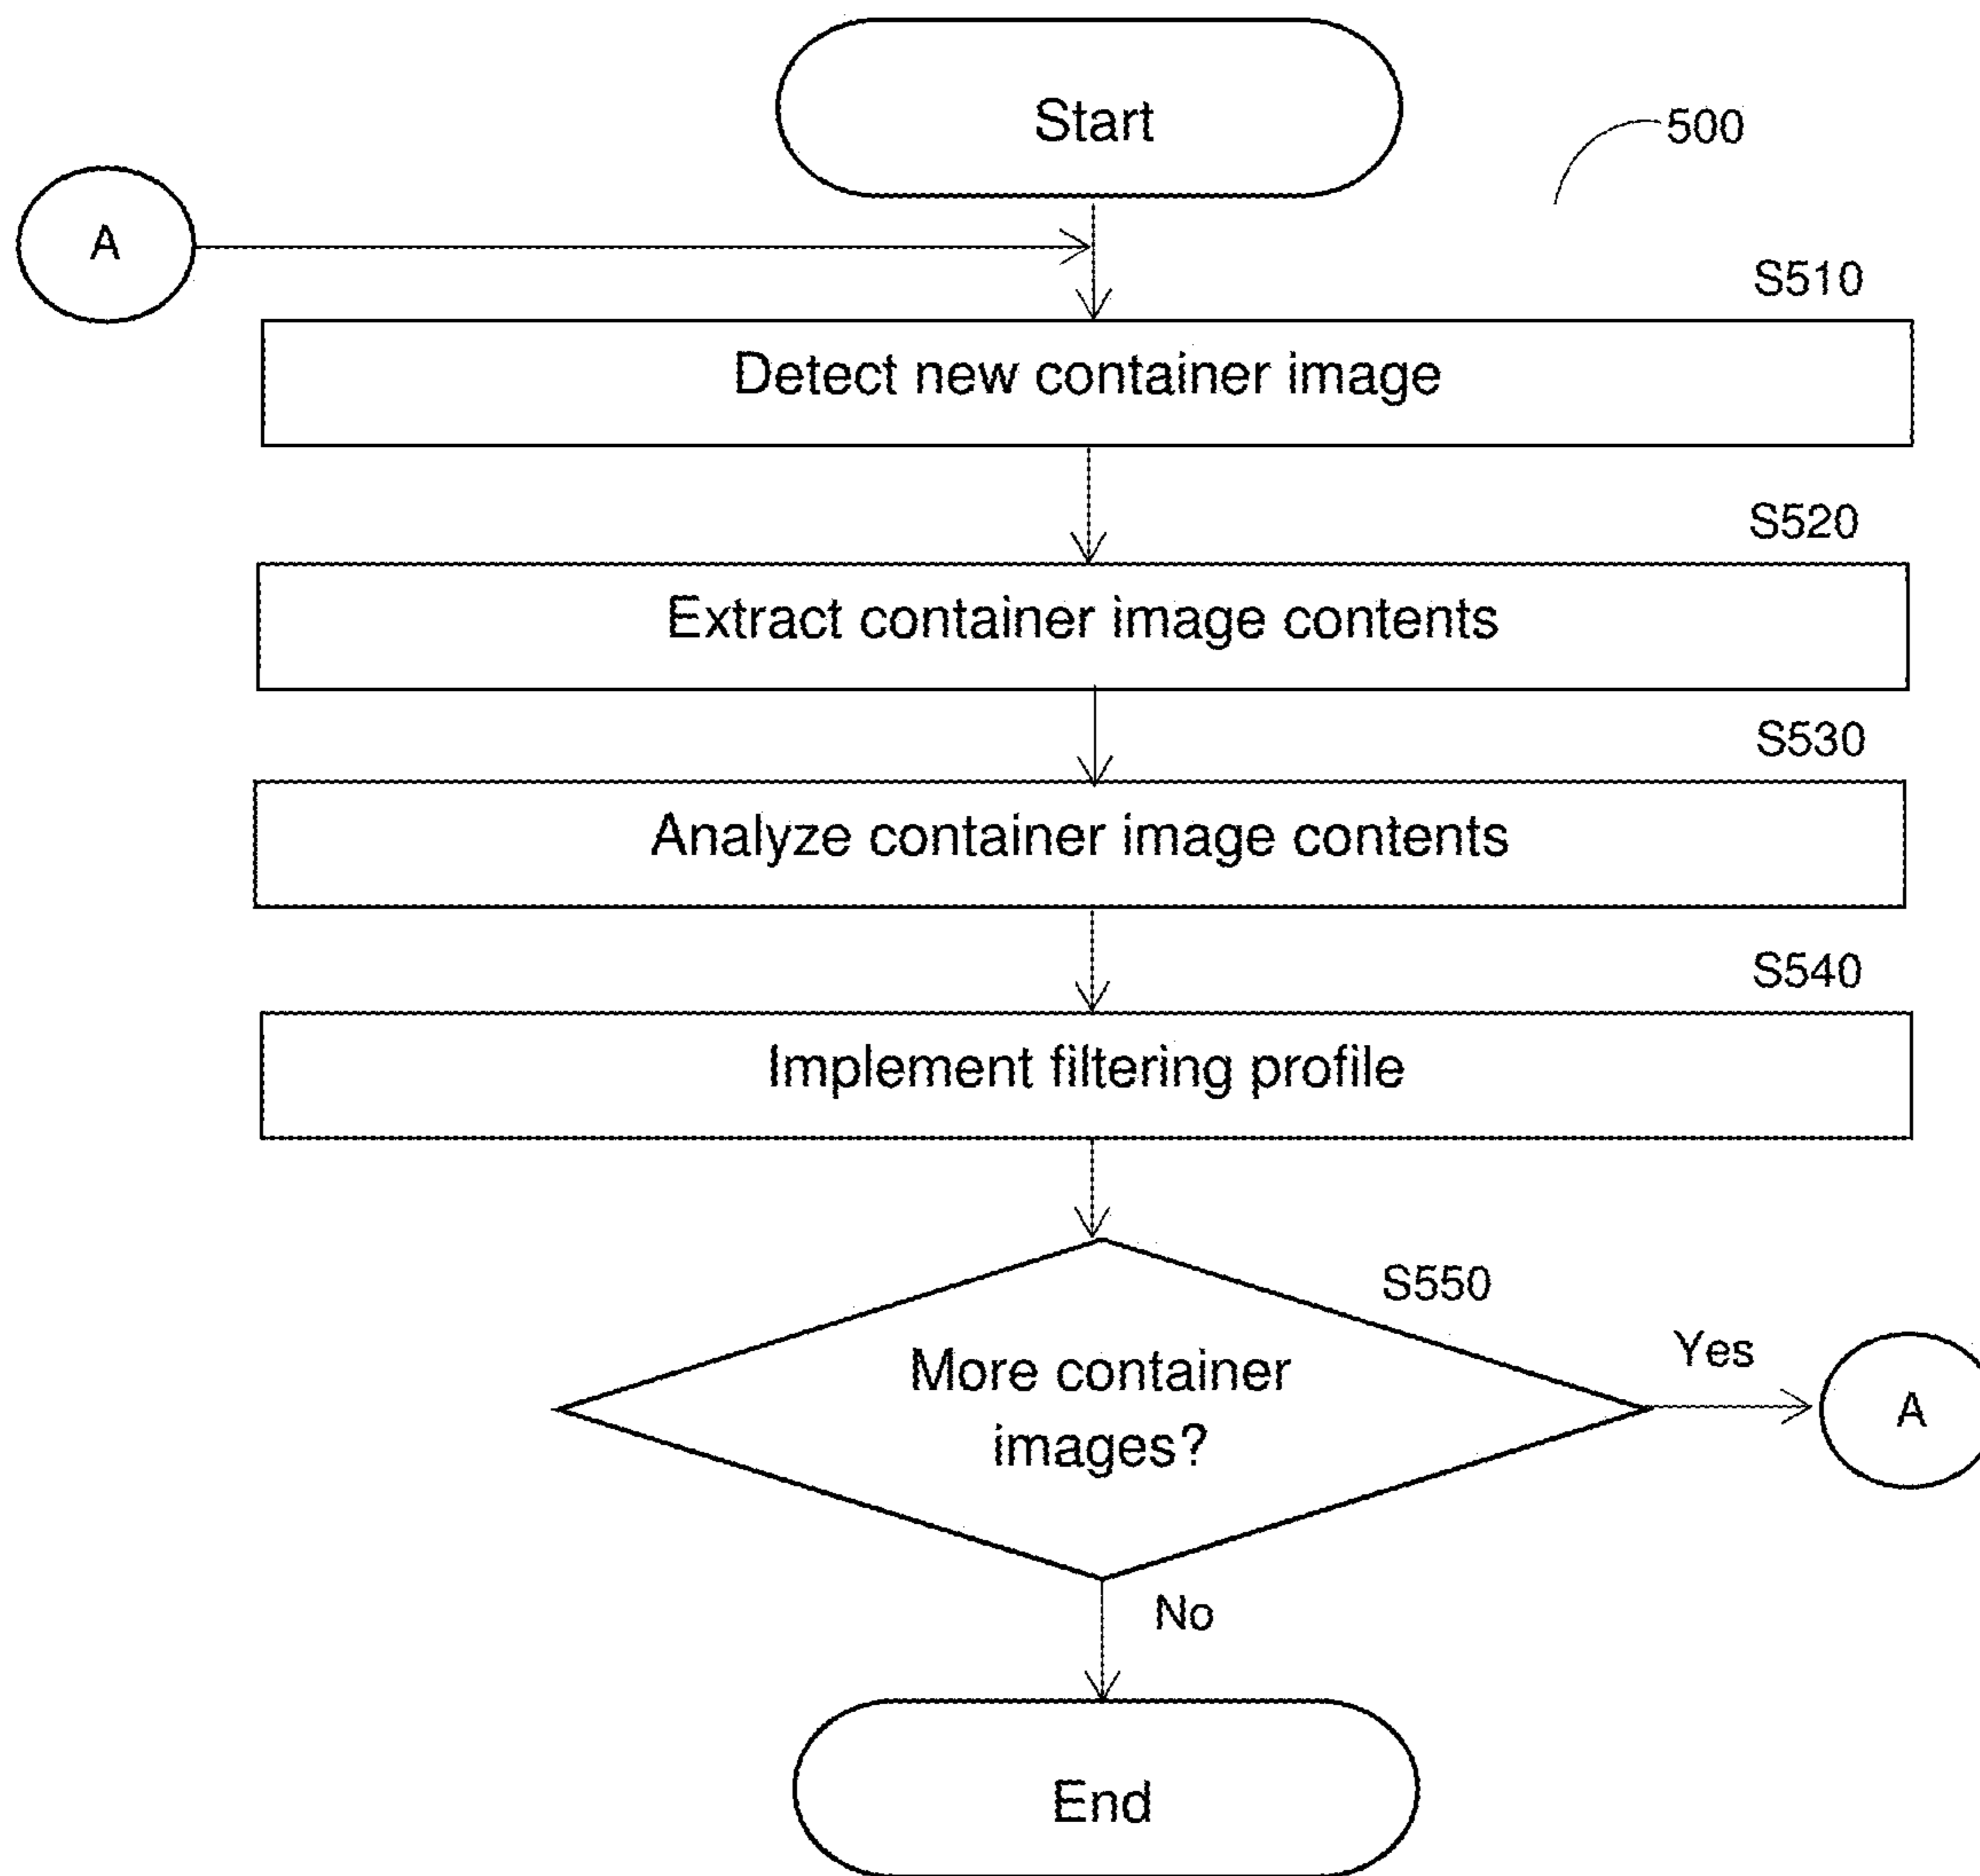 Start
500
A
S510
Detect new container image
S520
Extract container image contents
S530
Analyze container image contents
S540
Implement filtering profile
S550
More container
images?
Yes
A
No
End